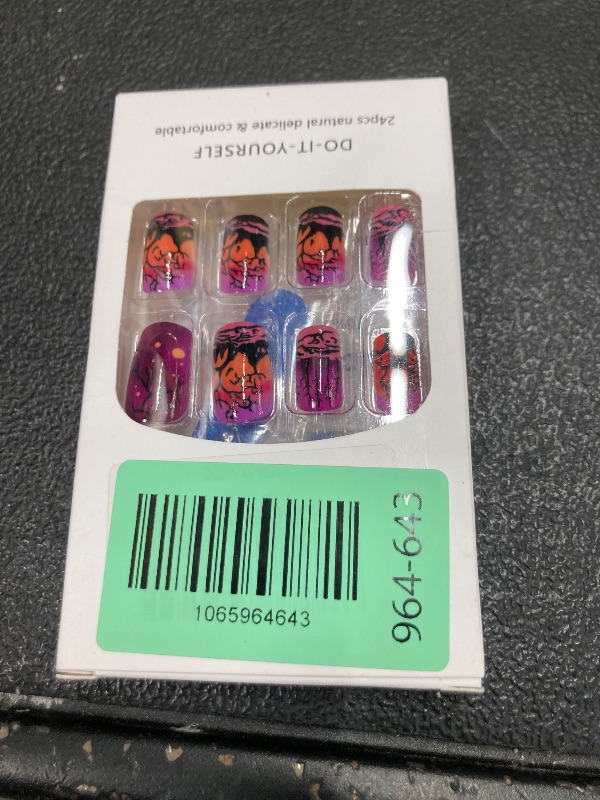 DO-IT-YOURSELF
24pcs natural delicate & comfortable
1065964643
964-643